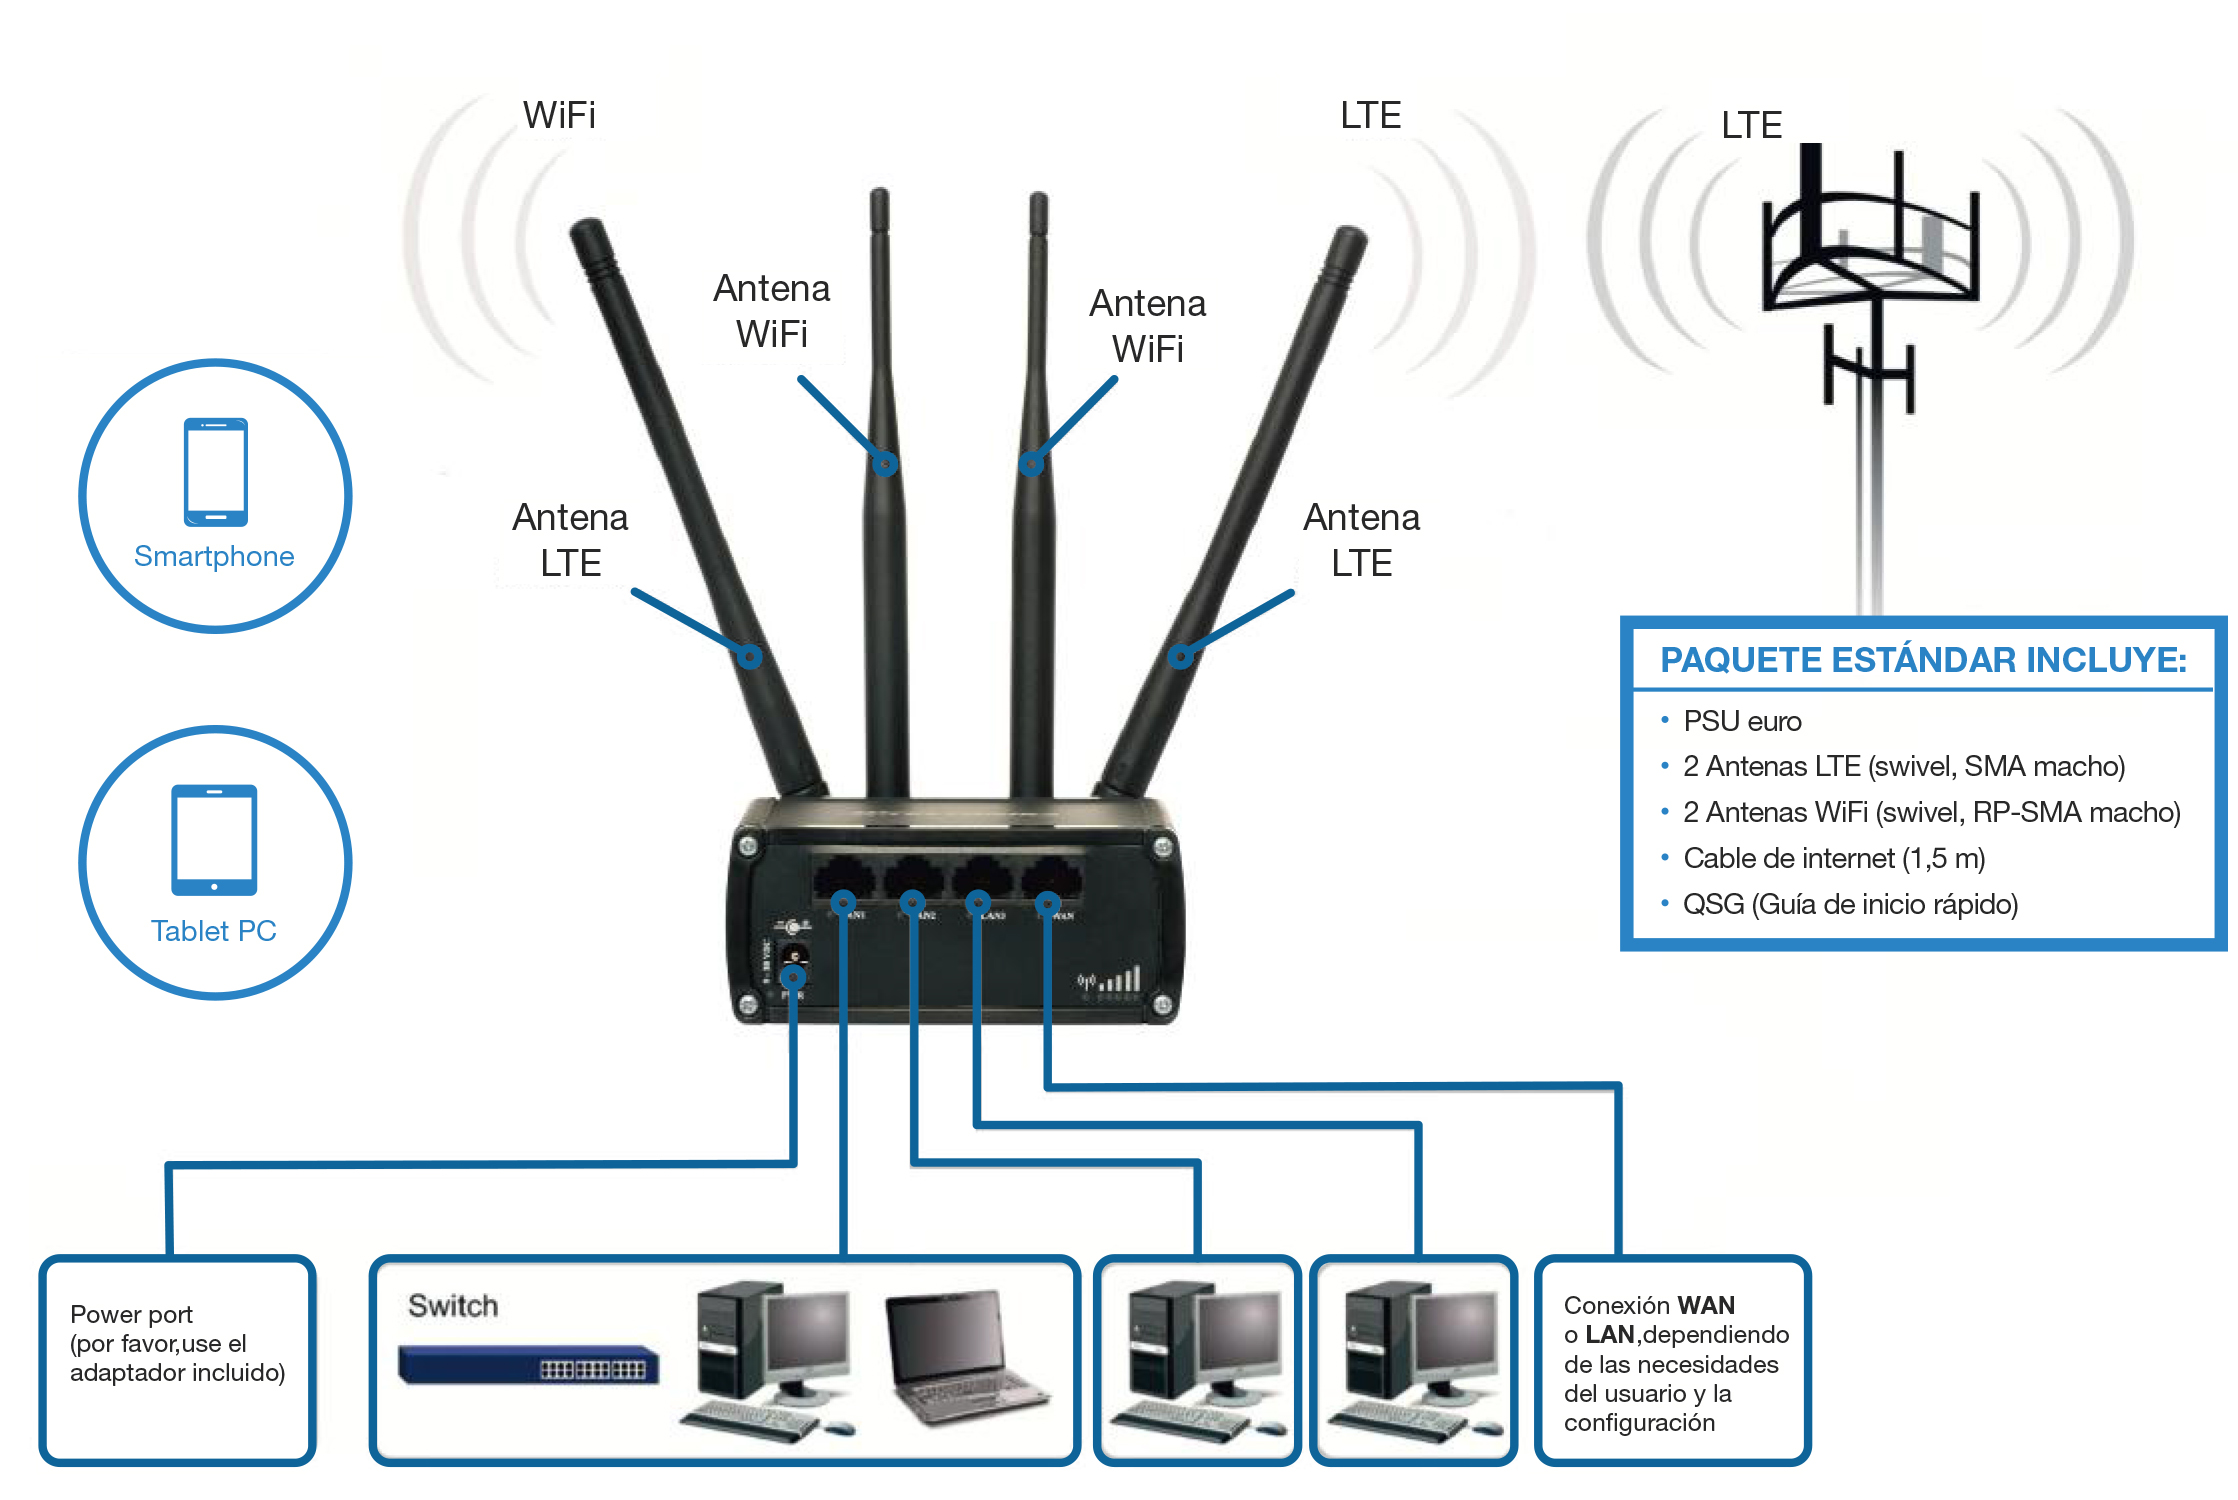 WiFi
LTE
LTE
Antena
WiFi
Antena
WiFi
Antena
LTE
Antena
LTE
Smartphone
Tablet PC
PAQUETE ESTÁNDAR INCLUYE:
• PSU euro
• 2 Antenas LTE (swivel, SMA macho)
• 2 Antenas WiFi (swivel, RP-SMA macho)
• Cable de internet (1,5 m)
• QSG (Guía de inicio rápido)
LAN3
WAN
Power port
(por favor,use el
adaptador incluido)
Switch
Conexión WAN
o LAN,dependiendo
de las necesidades
del usuario y la
configuración